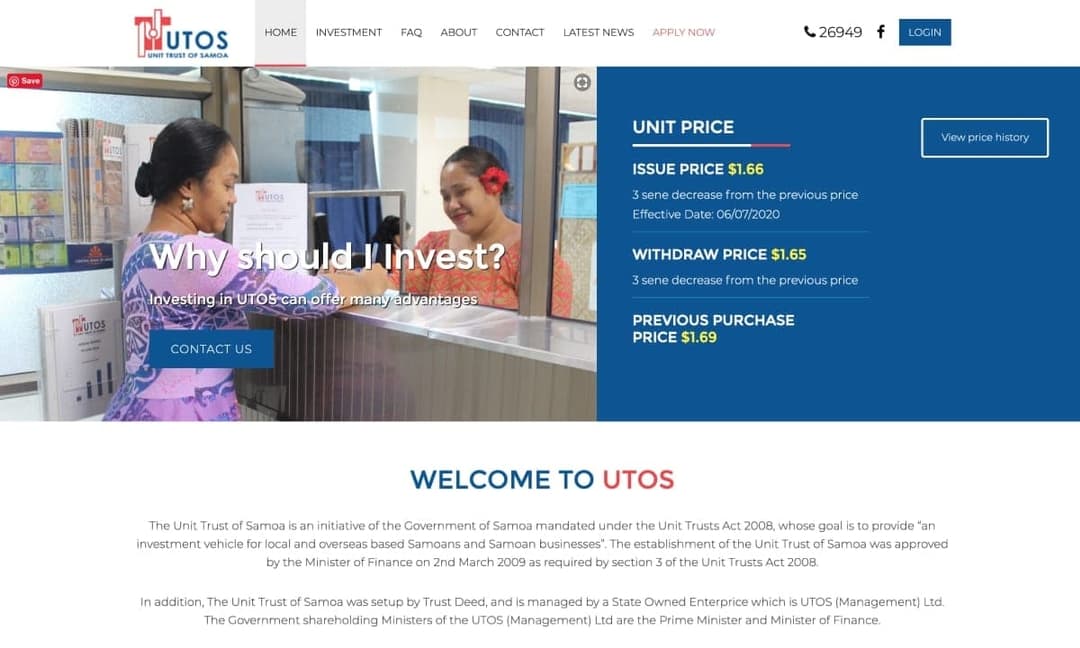 UTOS
UNIT TRUST OF SAMOA
HOME INVESTMENT FAQ ABOUT CONTACT LATEST NEWS APPLY NOW
26949
LOGIN
Save
UTOS
UTOS
UTOS
Why should I Invest?
Investing in UTOS can offer many advantages
CONTACT US
UNIT PRICE
View price history
ISSUE PRICE $1.66
3 sene decrease from the previous price
Effective Date: 06/07/2020
WITHDRAW PRICE $1.65
3 sene decrease from the previous price
PREVIOUS PURCHASE
PRICE $1.69
WELCOME TO UTOS
The Unit Trust of Samoa is an initiative of the Government of Samoa mandated under the Unit Trusts Act 2008, whose goal is to provide “an
investment vehicle for local and overseas based Samoans and Samoan businesses”. The establishment of the Unit Trust of Samoa was approved
by the Minister of Finance on 2nd March 2009 as required by section 3 of the Unit Trusts Act 2008.
In addition, The Unit Trust of Samoa was setup by Trust Deed, and is managed by a State Owned Enterprice which is UTOS (Management) Ltd.
The Government shareholding Ministers of the UTOS (Management) Ltd are the Prime Minister and Minister of Finance.